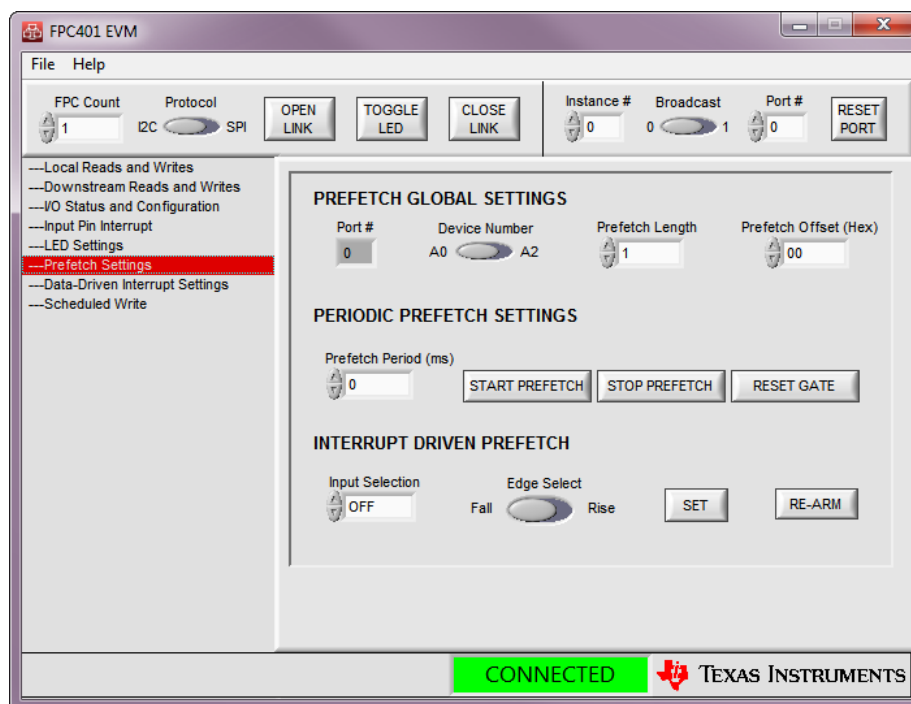 FPC401 EVM
File Help
FPC Count Protocol Instance # Broadcast Port #
1 I2C SPI OPEN LINK TOGGLE LED CLOSE LINK 0 0 1 0 RESET PORT
---Local Reads and Writes
---Downstream Reads and Writes
---I/O Status and Configuration
---Input Pin Interrupt
---LED Settings
---Prefetch Settings
---Data-Driven Interrupt Settings
---Scheduled Write
PREFETCH GLOBAL SETTINGS
Port # Device Number Prefetch Length Prefetch Offset (Hex)
0 A0 A2 1 00
PERIODIC PREFETCH SETTINGS
Prefetch Period (ms)
0 START PREFETCH STOP PREFETCH RESET GATE
INTERRUPT DRIVEN PREFETCH
Input Selection Edge Select
OFF Fall Rise SET RE-ARM
CONNECTED TEXAS INSTRUMENTS